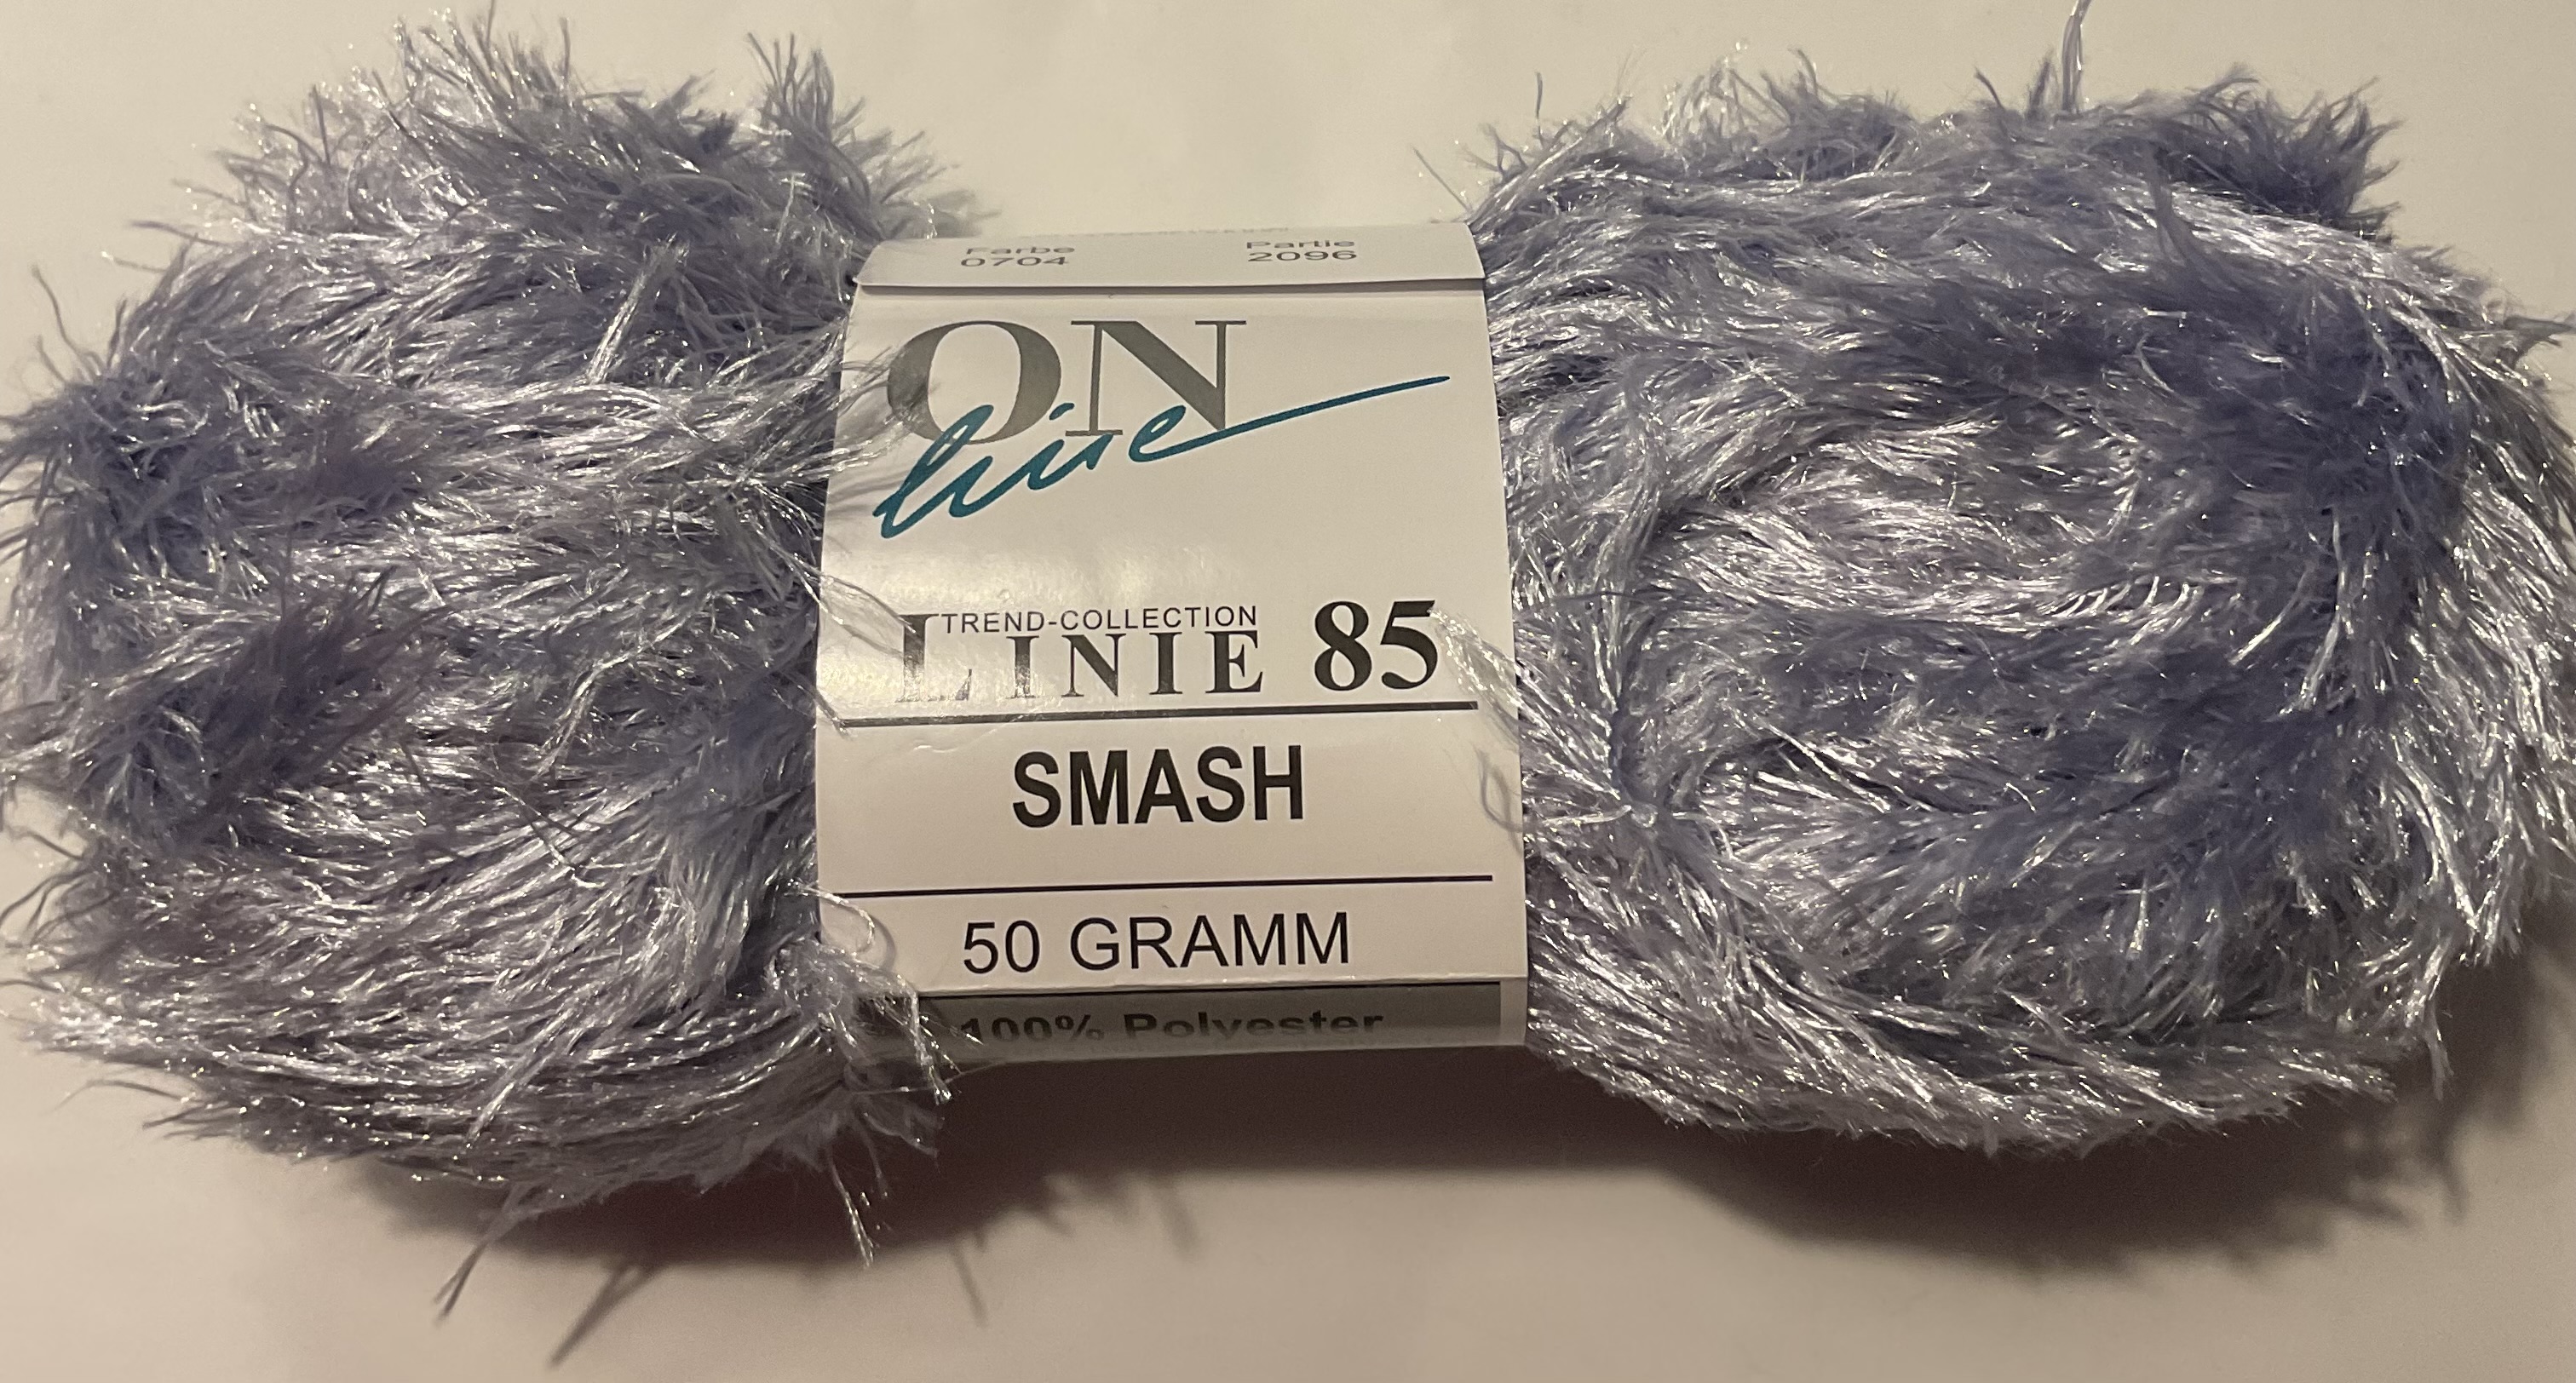 Farbe Partie
0704 2096
ON
line
TREND-COLLECTION
LINIE 85
SMASH
50 GRAMM
100% Polyester